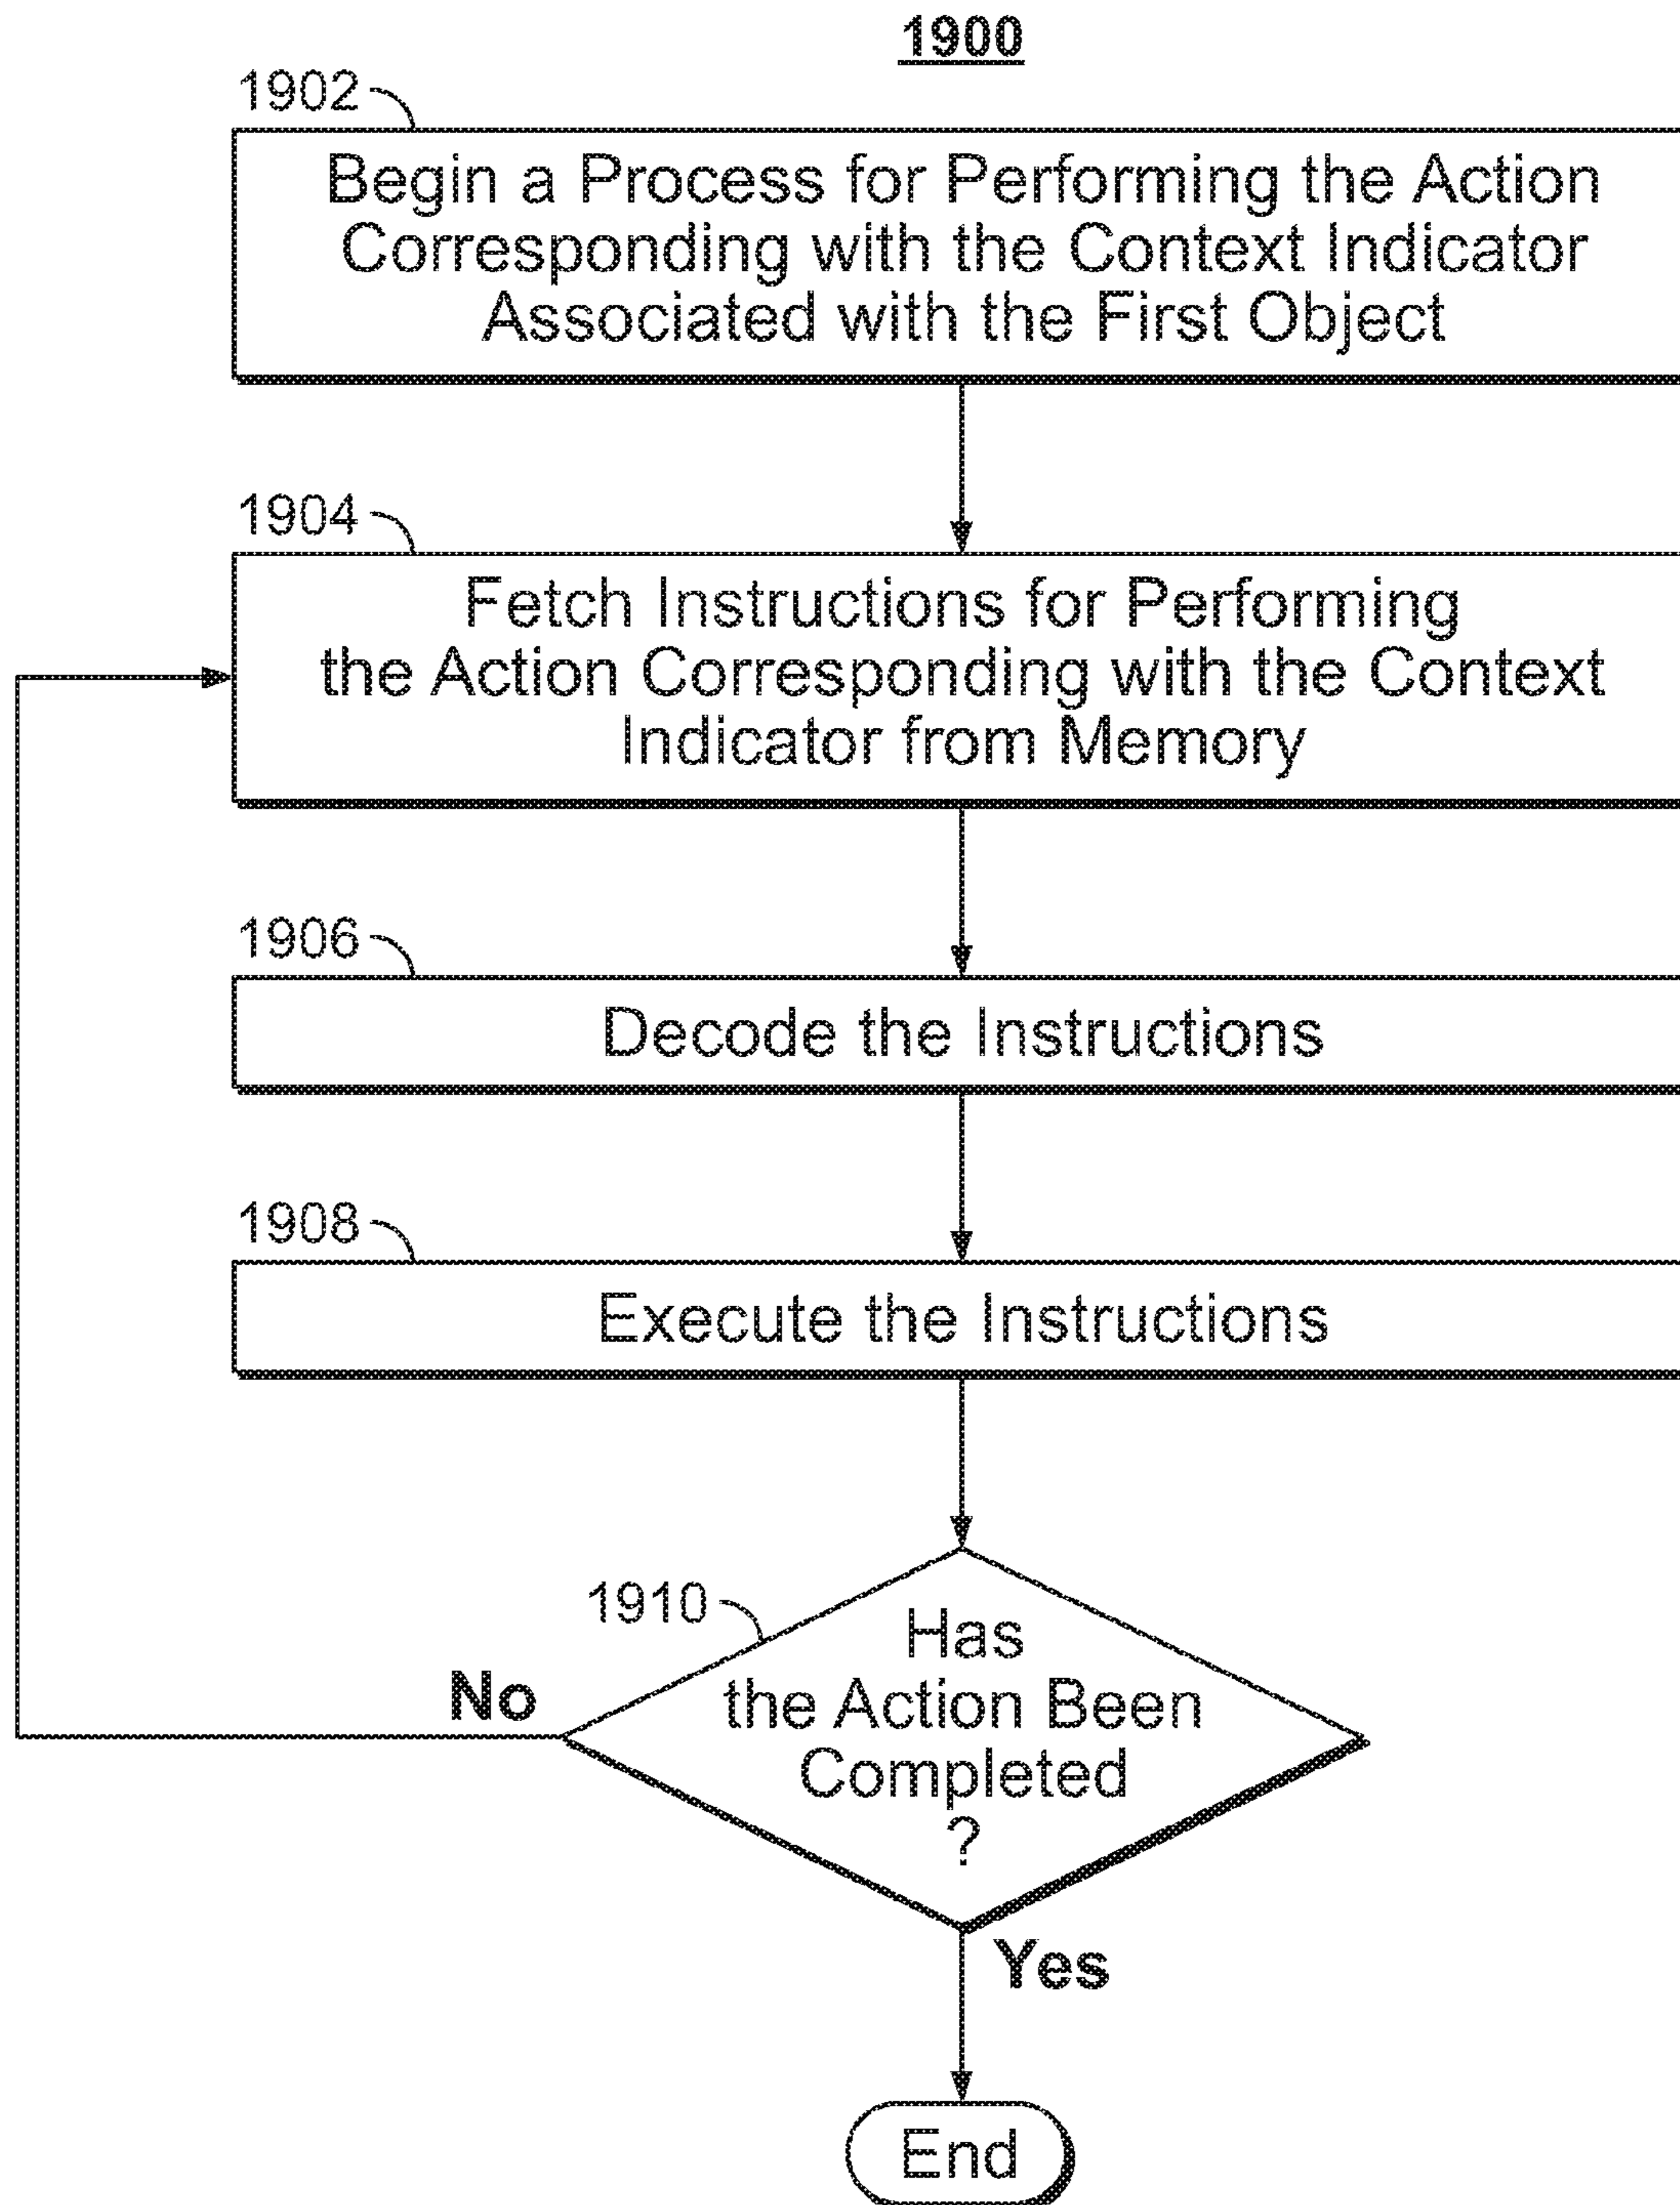 1900
1902
Begin a Process for Performing the Action
Corresponding with the Context Indicator
Associated with the First Object
1904
Fetch Instructions for Performing
the Action Corresponding with the Context
Indicator from Memory
1906
Decode the Instructions
1908
Execute the Instructions
1910
Has
the Action Been
Completed
?
No
Yes
End